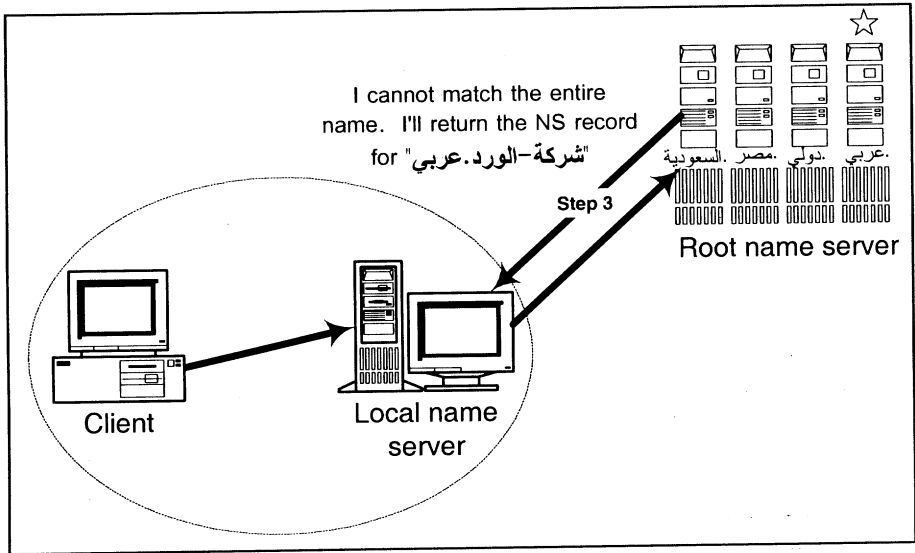 I cannot match the entire
name. I'll return the NS record
for "شركة-الورد.عربي"
.السعودية
.مصر
.دولي
.عربي
Step 3
Root name server
Client
Local name
server